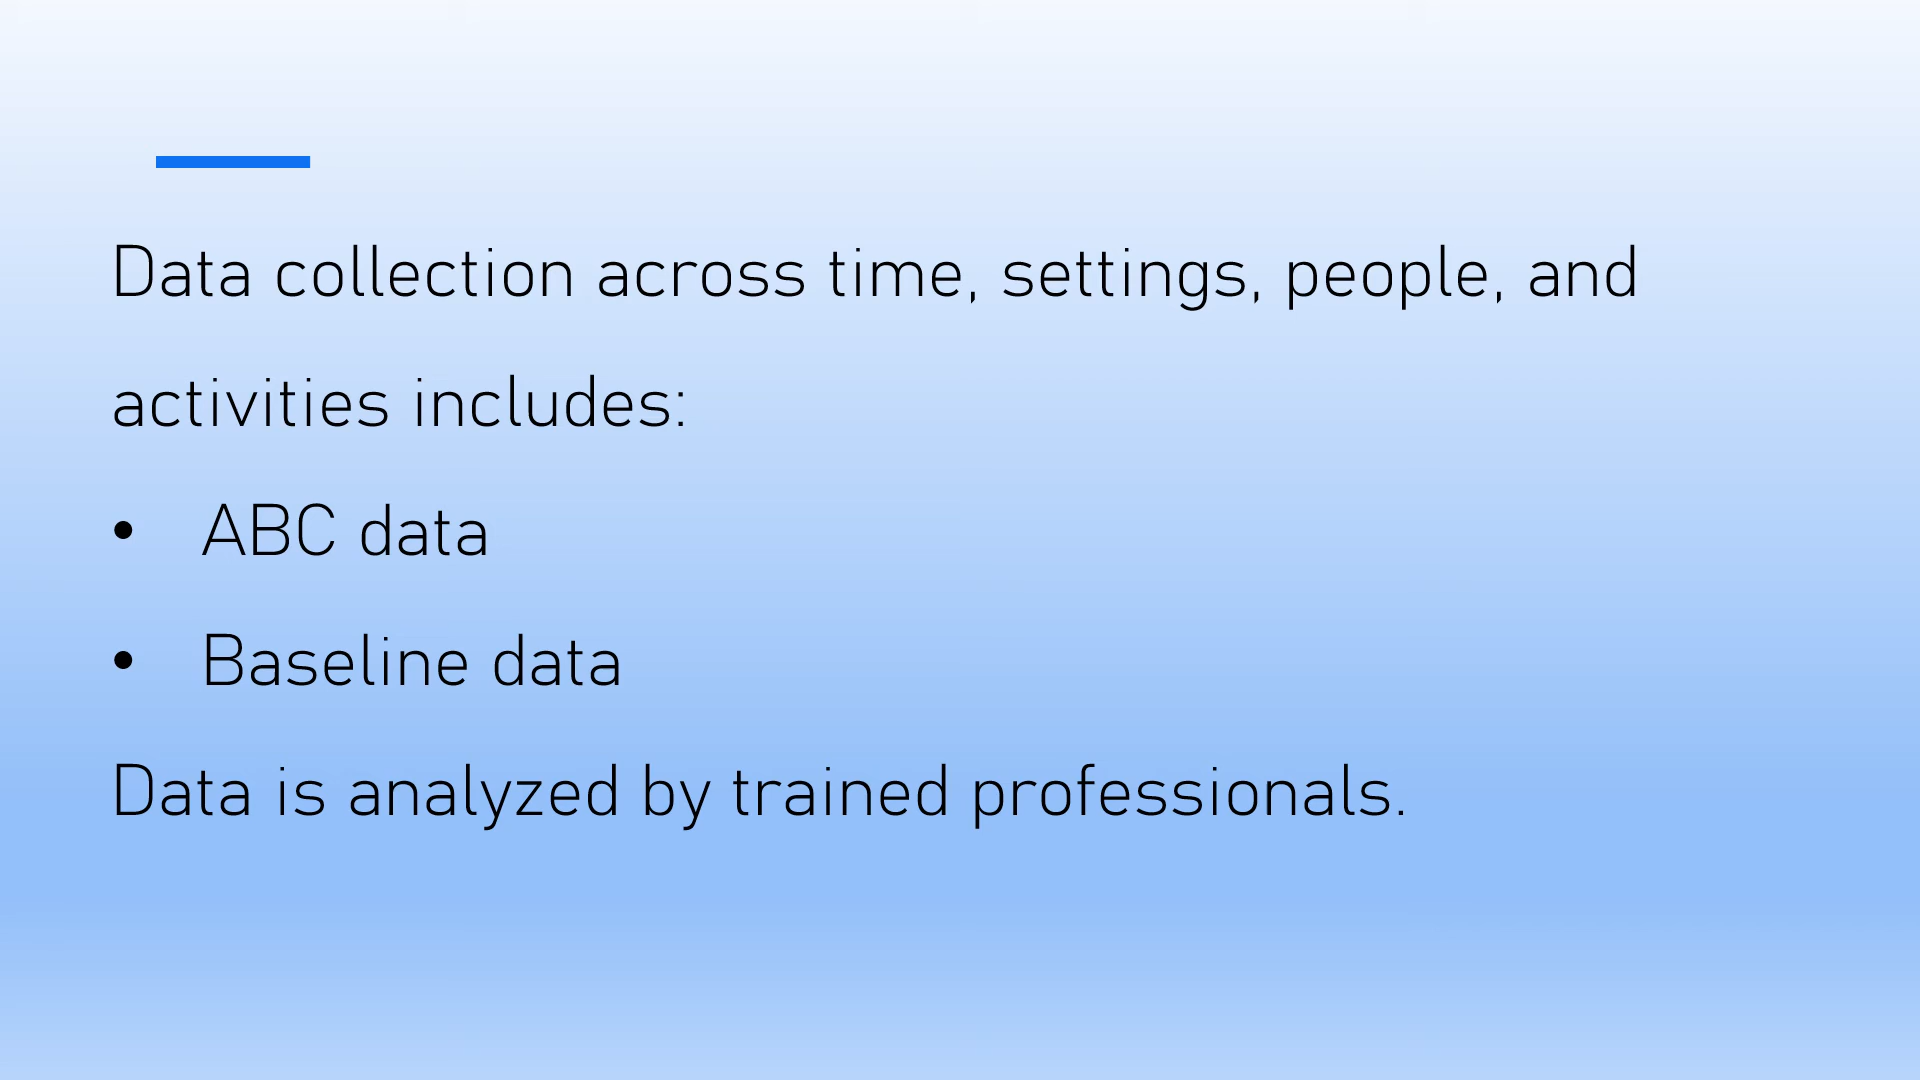 Data collection across time, settings, people, and
activities includes:
• ABC data
• Baseline data
Data is analyzed by trained professionals.